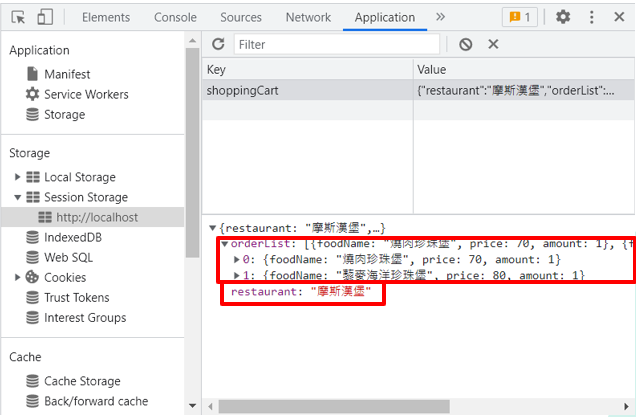 Elements Console Sources Network Application » 1
Application
Manifest
Service Workers
Storage
Storage
Local Storage
Session Storage
http://localhost
IndexedDB
Web SQL
Cookies
Trust Tokens
Interest Groups
Cache
Cache Storage
Back/forward cache
Filter
Key Value
shoppingCart {"restaurant":"摩斯漢堡","orderList":...
{restaurant: "摩斯漢堡",…}
orderList: [{foodName: "燒肉珍珠堡", price: 70, amount: 1}, {f
0: {foodName: "燒肉珍珠堡", price: 70, amount: 1}
1: {foodName: "藜麥海洋珍珠堡", price: 80, amount: 1}
restaurant: "摩斯漢堡"